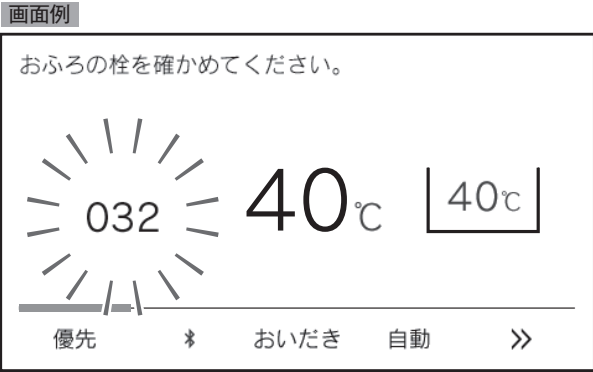 画面例
おふろの栓を確かめてください。
032
40℃
40℃
優先 おいだき 自動 »